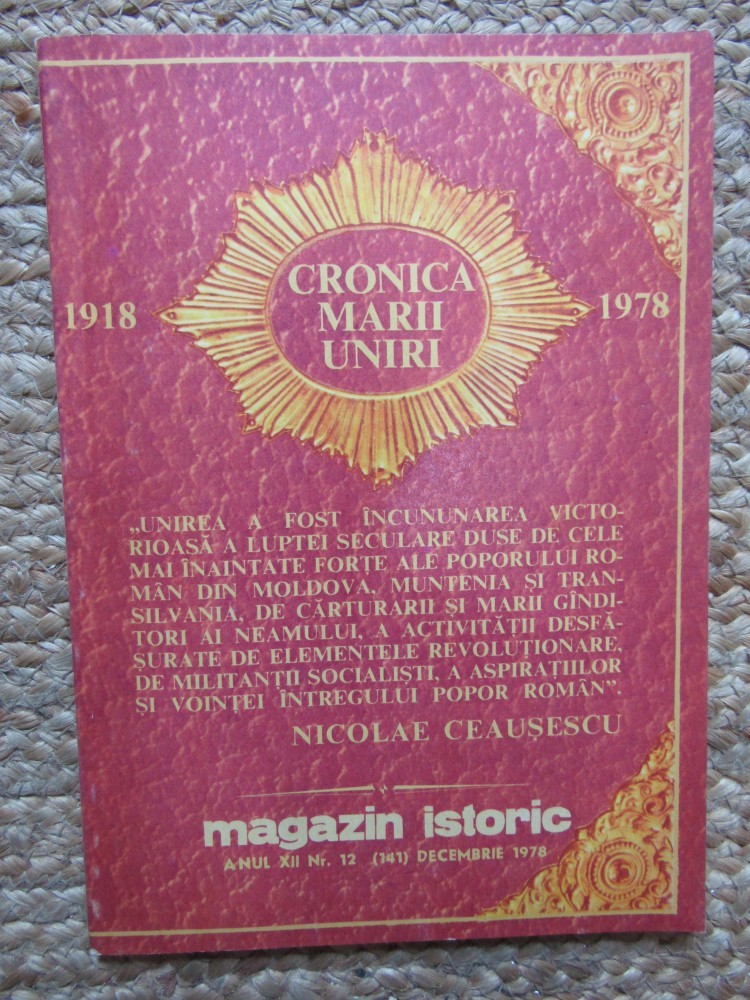 CRONICA
MARII
UNIRI
1918
1978
„UNIREA A FOST ÎNCUNUNAREA VICTO-
RIOASĂ A LUPTEI SECULARE DUSE DE CELE
MAI ÎNAINTATE FORȚE ALE POPORULUI RO-
MÂN DIN MOLDOVA, MUNTENIA ȘI TRAN-
SILVANIA, DE CĂRTURARII ȘI MARII GÎNDI-
TORI AI NEAMULUI, A ACTIVITĂȚII DESFĂ-
ȘURATE DE ELEMENTELE REVOLUȚIONARE,
DE MILITANȚII SOCIALIȘTI, A ASPIRAȚIILOR
ȘI VOINȚEI ÎNTREGULUI POPOR ROMÂN”.
NICOLAE CEAUȘESCU
magazin istoric
ANUL XII Nr. 12 (141) DECEMBRIE 1978